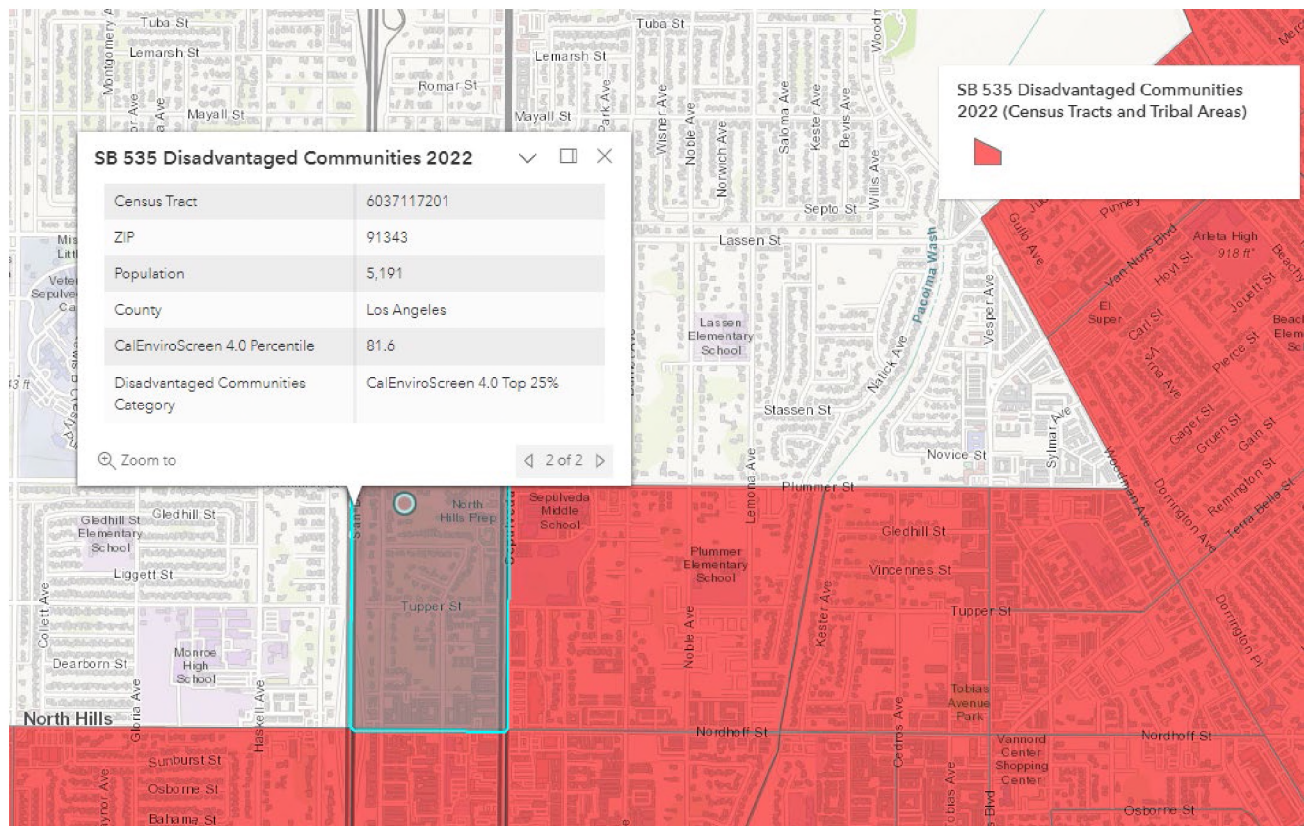 Tuba St
Tuba St
Lemarsh St
Lemarsh St
Romar St
Mayall St
Mayall St
Park Ave
Wisner Ave
Noble Ave
Norwich Ave
Saloma Ave
Kester Ave
Bevis Ave
Willis Ave
Septo St
Lassen St
SB 535 Disadvantaged Communities
2022 (Census Tracts and Tribal Areas)
SB 535 Disadvantaged Communities 2022
Census Tract 6037117201
ZIP 91343
Population 5,191
County Los Angeles
CalEnviroScreen 4.0 Percentile 81.6
Disadvantaged Communities CalEnviroScreen 4.0 Top 25%
Category
Zoom to
2 of 2
Pacoima Wash
Vesper Ave
Natick Ave
Guilo Ave
Pinney
Van Nuys Blvd
Arleta High
918 ft
Hoyt St
Jouett St
El
Super
Carl St
Pierce St
Lassen
Elementary
School
Stassen St
Novice St
Sylmar Ave
Woodman Ave
Gager St
Gruen St
Gain St
Remington St
Terra Bella St
Dorrington Ave
Dorrington Pl
Plummer St
Lemona Ave
North
Hills Prep
Sepulveda
Middle
School
Gledhill St
Elementary
School
Gledhill St
Liggett St
Collett Ave
Tupper St
Plummer
Elementary
School
Noble Ave
Kester Ave
Gledhill St
Vincennes St
Tupper St
Dearborn St
Monroe
High
School
Gloria Ave
Haskell Ave
North Hills
Tobias
Avenue
Park
Nordhoff St
Nordhoff St
Cedros Ave
Vannord
Center
Shopping
Center
Sunburst St
Osborne St
Bahama St
Osborne St